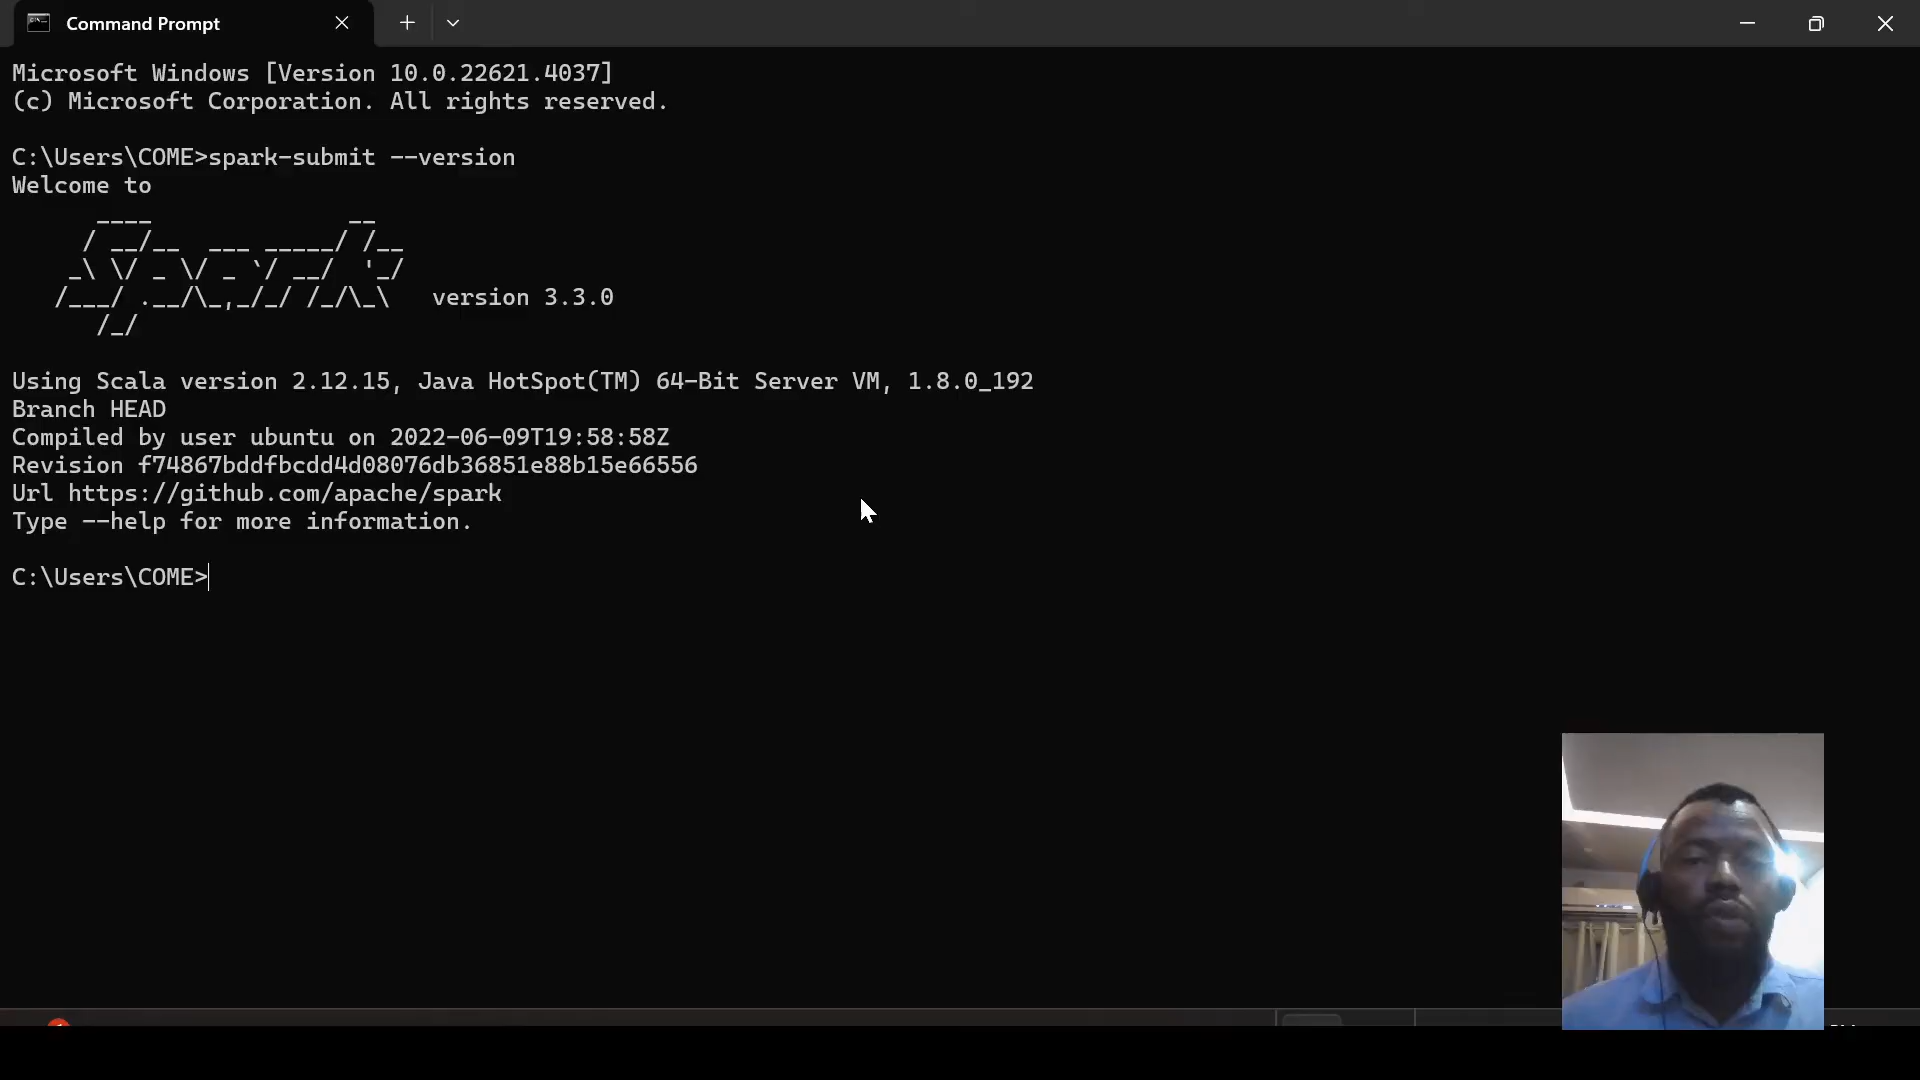 Command Prompt
Microsoft Windows [Version 10.0.22621.4037]
(c) Microsoft Corporation. All rights reserved.
C:\Users\COME>spark-submit --version
Welcome to
      ____              __
     / __/__  ___ _____/ /__
    _\ \/ _ \/ _ `/ __/  '_/
   /___/ .__/\_,_/_/ /_/\_\   version 3.3.0
      /_/
Using Scala version 2.12.15, Java HotSpot(TM) 64-Bit Server VM, 1.8.0_192
Branch HEAD
Compiled by user ubuntu on 2022-06-09T19:58:58Z
Revision f74867bddfbcdd4d08076db36851e88b15e66556
Url https://github.com/apache/spark
Type --help for more information.
C:\Users\COME>